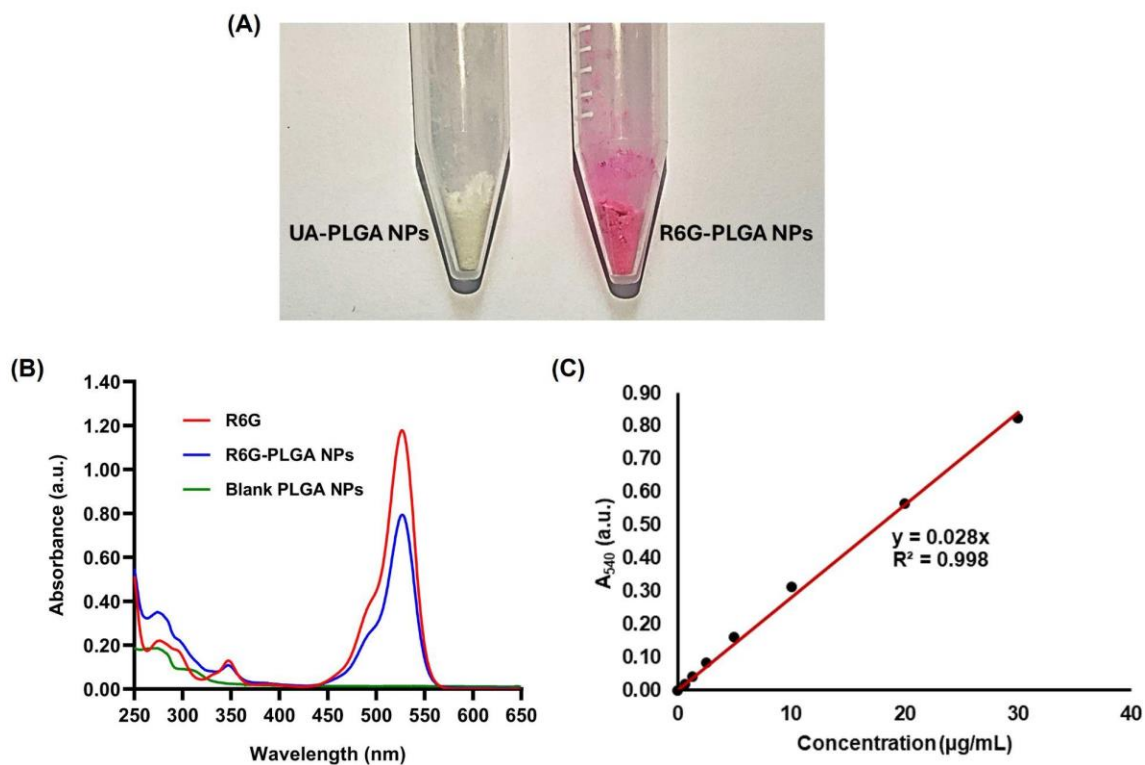 (A)
UA-PLGA NPs
R6G-PLGA NPs
(B)
1.40
1.20
1.00
0.80
0.60
0.40
0.20
0.00
Absorbance (a.u.)
R6G
R6G-PLGA NPs
Blank PLGA NPs
250 300 350 400 450 500 550 600 650
Wavelength (nm)
(C)
0.90
0.80
0.70
0.60
0.50
0.40
0.30
0.20
0.10
0.00
A₅₄₀ (a.u.)
y = 0.028x
R² = 0.998
0 10 20 30 40
Concentration (µg/mL)